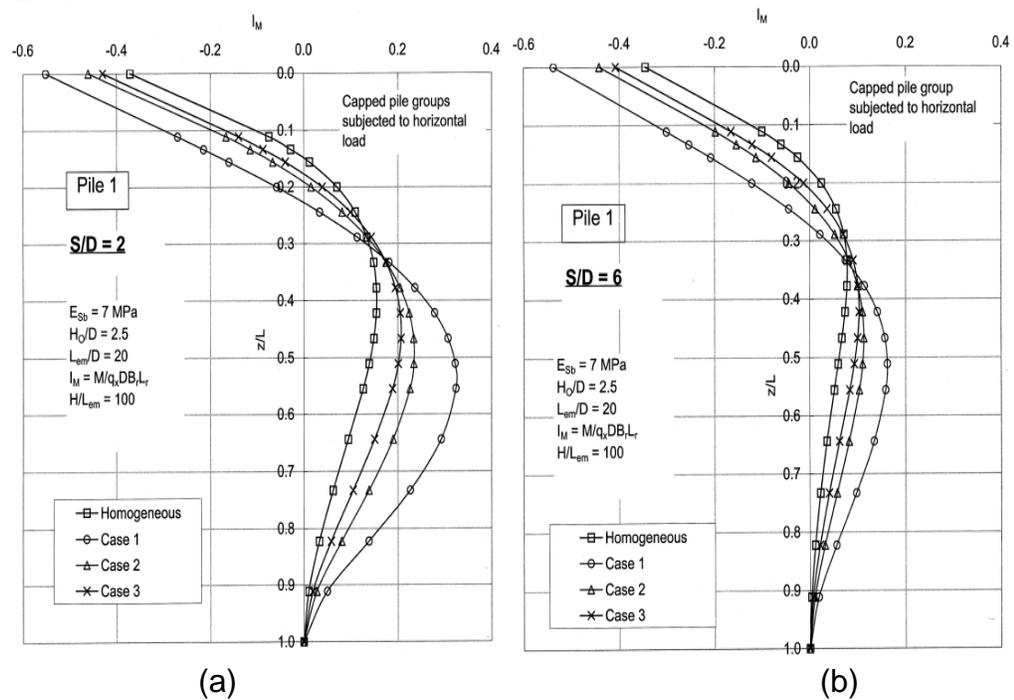 I_M
-0.6 -0.4 -0.2 0.0 0.2 0.4
0.0
Capped pile groups
subjected to horizontal
load
0.1
Pile 1
0.2
S/D = 2
0.3
E_Sb = 7 MPa
H_O/D = 2.5
L_em/D = 20
I_M = M/q_xDB_rL_r
H/L_em = 100
0.4
z/L
0.5
0.6
0.7
Homogeneous
Case 1
Case 2
Case 3
0.8
0.9
1.0
(a)
I_M
-0.6 -0.4 -0.2 0.0 0.2 0.4
0.0
Capped pile group
subjected to horizontal
load
0.1
0.2
Pile 1
0.3
S/D = 6
0.4
E_Sb = 7 MPa
H_O/D = 2.5
L_em/D = 20
I_M = M/q_xDB_rL_r
H/L_em = 100
0.5
z/L
0.6
0.7
Homogeneous
Case 1
Case 2
Case 3
0.8
0.9
1.0
(b)